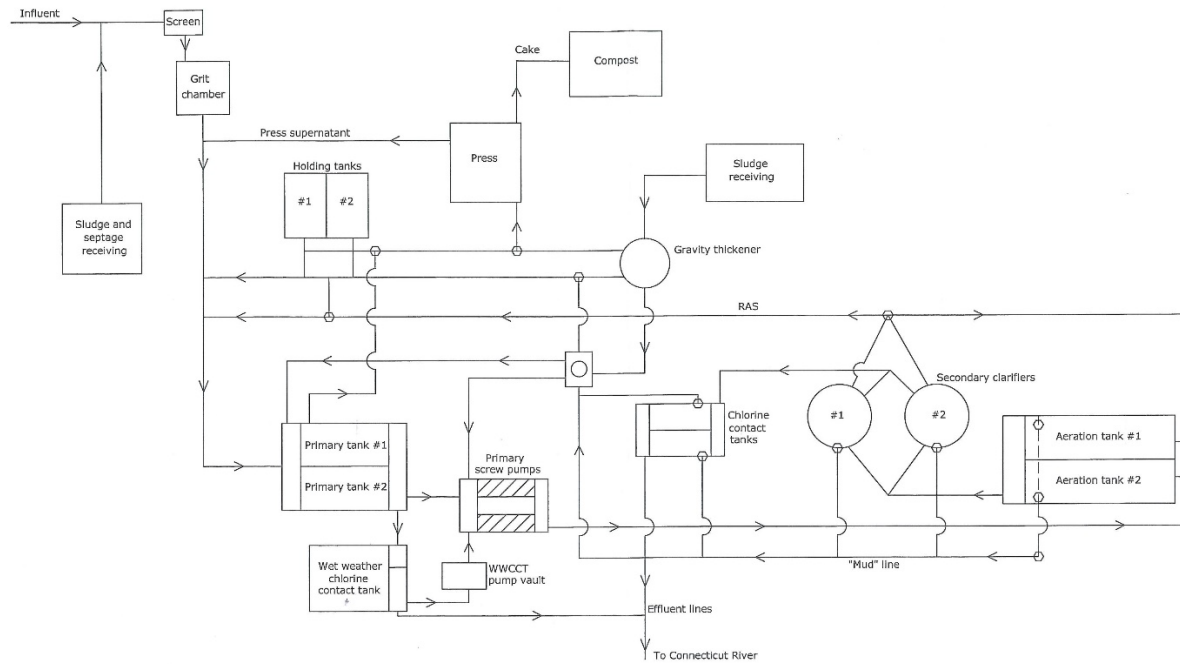 Influent
Screen
Grit
chamber
Cake
Compost
Press supernatant
Press
Holding tanks
#1
#2
Sludge
receiving
Sludge and
septage
receiving
Gravity thickener
RAS
Secondary clarifiers
#1
#2
Chlorine
contact
tanks
Aeration tank #1
Aeration tank #2
Primary tank #1
Primary tank #2
Primary
screw pumps
Wet weather
chlorine
contact tank
WWCCT
pump vault
"Mud" line
Effluent lines
To Connecticut River